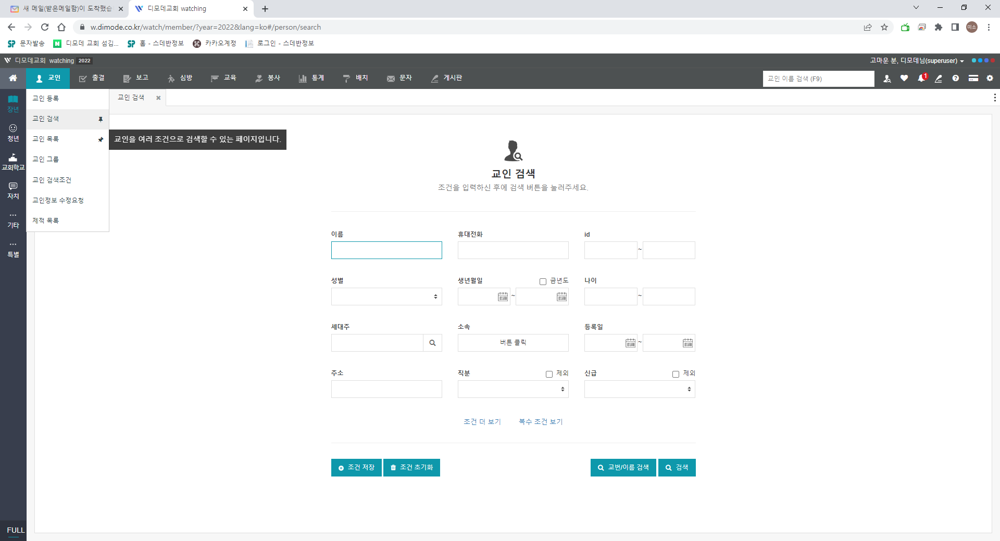 새 메일(받은메일함)이 도착했습
디모데교회 watching
w.dimode.co.kr/watch/member/?year=2022&lang=ko#/person/search
미소
문자발송
디모데 교회 섬김...
홈 - 스데반정보
카카오계정
로그인 - 스데반정보
디모데교회 watching 2022
고마운 분, 디모데님(superuser)
교인
출결
보고
심방
교육
봉사
통계
배치
문자
게시판
교인 이름 검색 (F9)
1
장년
청년
교회학교
자치
기타
특별
FULL
교인 등록
교인 검색
교인 목록
교인 그룹
교인 검색조건
교인정보 수정요청
제적 목록
교인 검색
교인을 여러 조건으로 검색할 수 있는 페이지입니다.
교인 검색
조건을 입력하신 후에 검색 버튼을 눌러주세요.
이름 휴대전화 id
~
성별 생년월일 금년도 나이
~ ~
세대주 소속 등록일
버튼 클릭 ~
주소 직분 제외 신급 제외
조건 더 보기 복수 조건 보기
조건 저장 조건 초기화 교번/이름 검색 검색